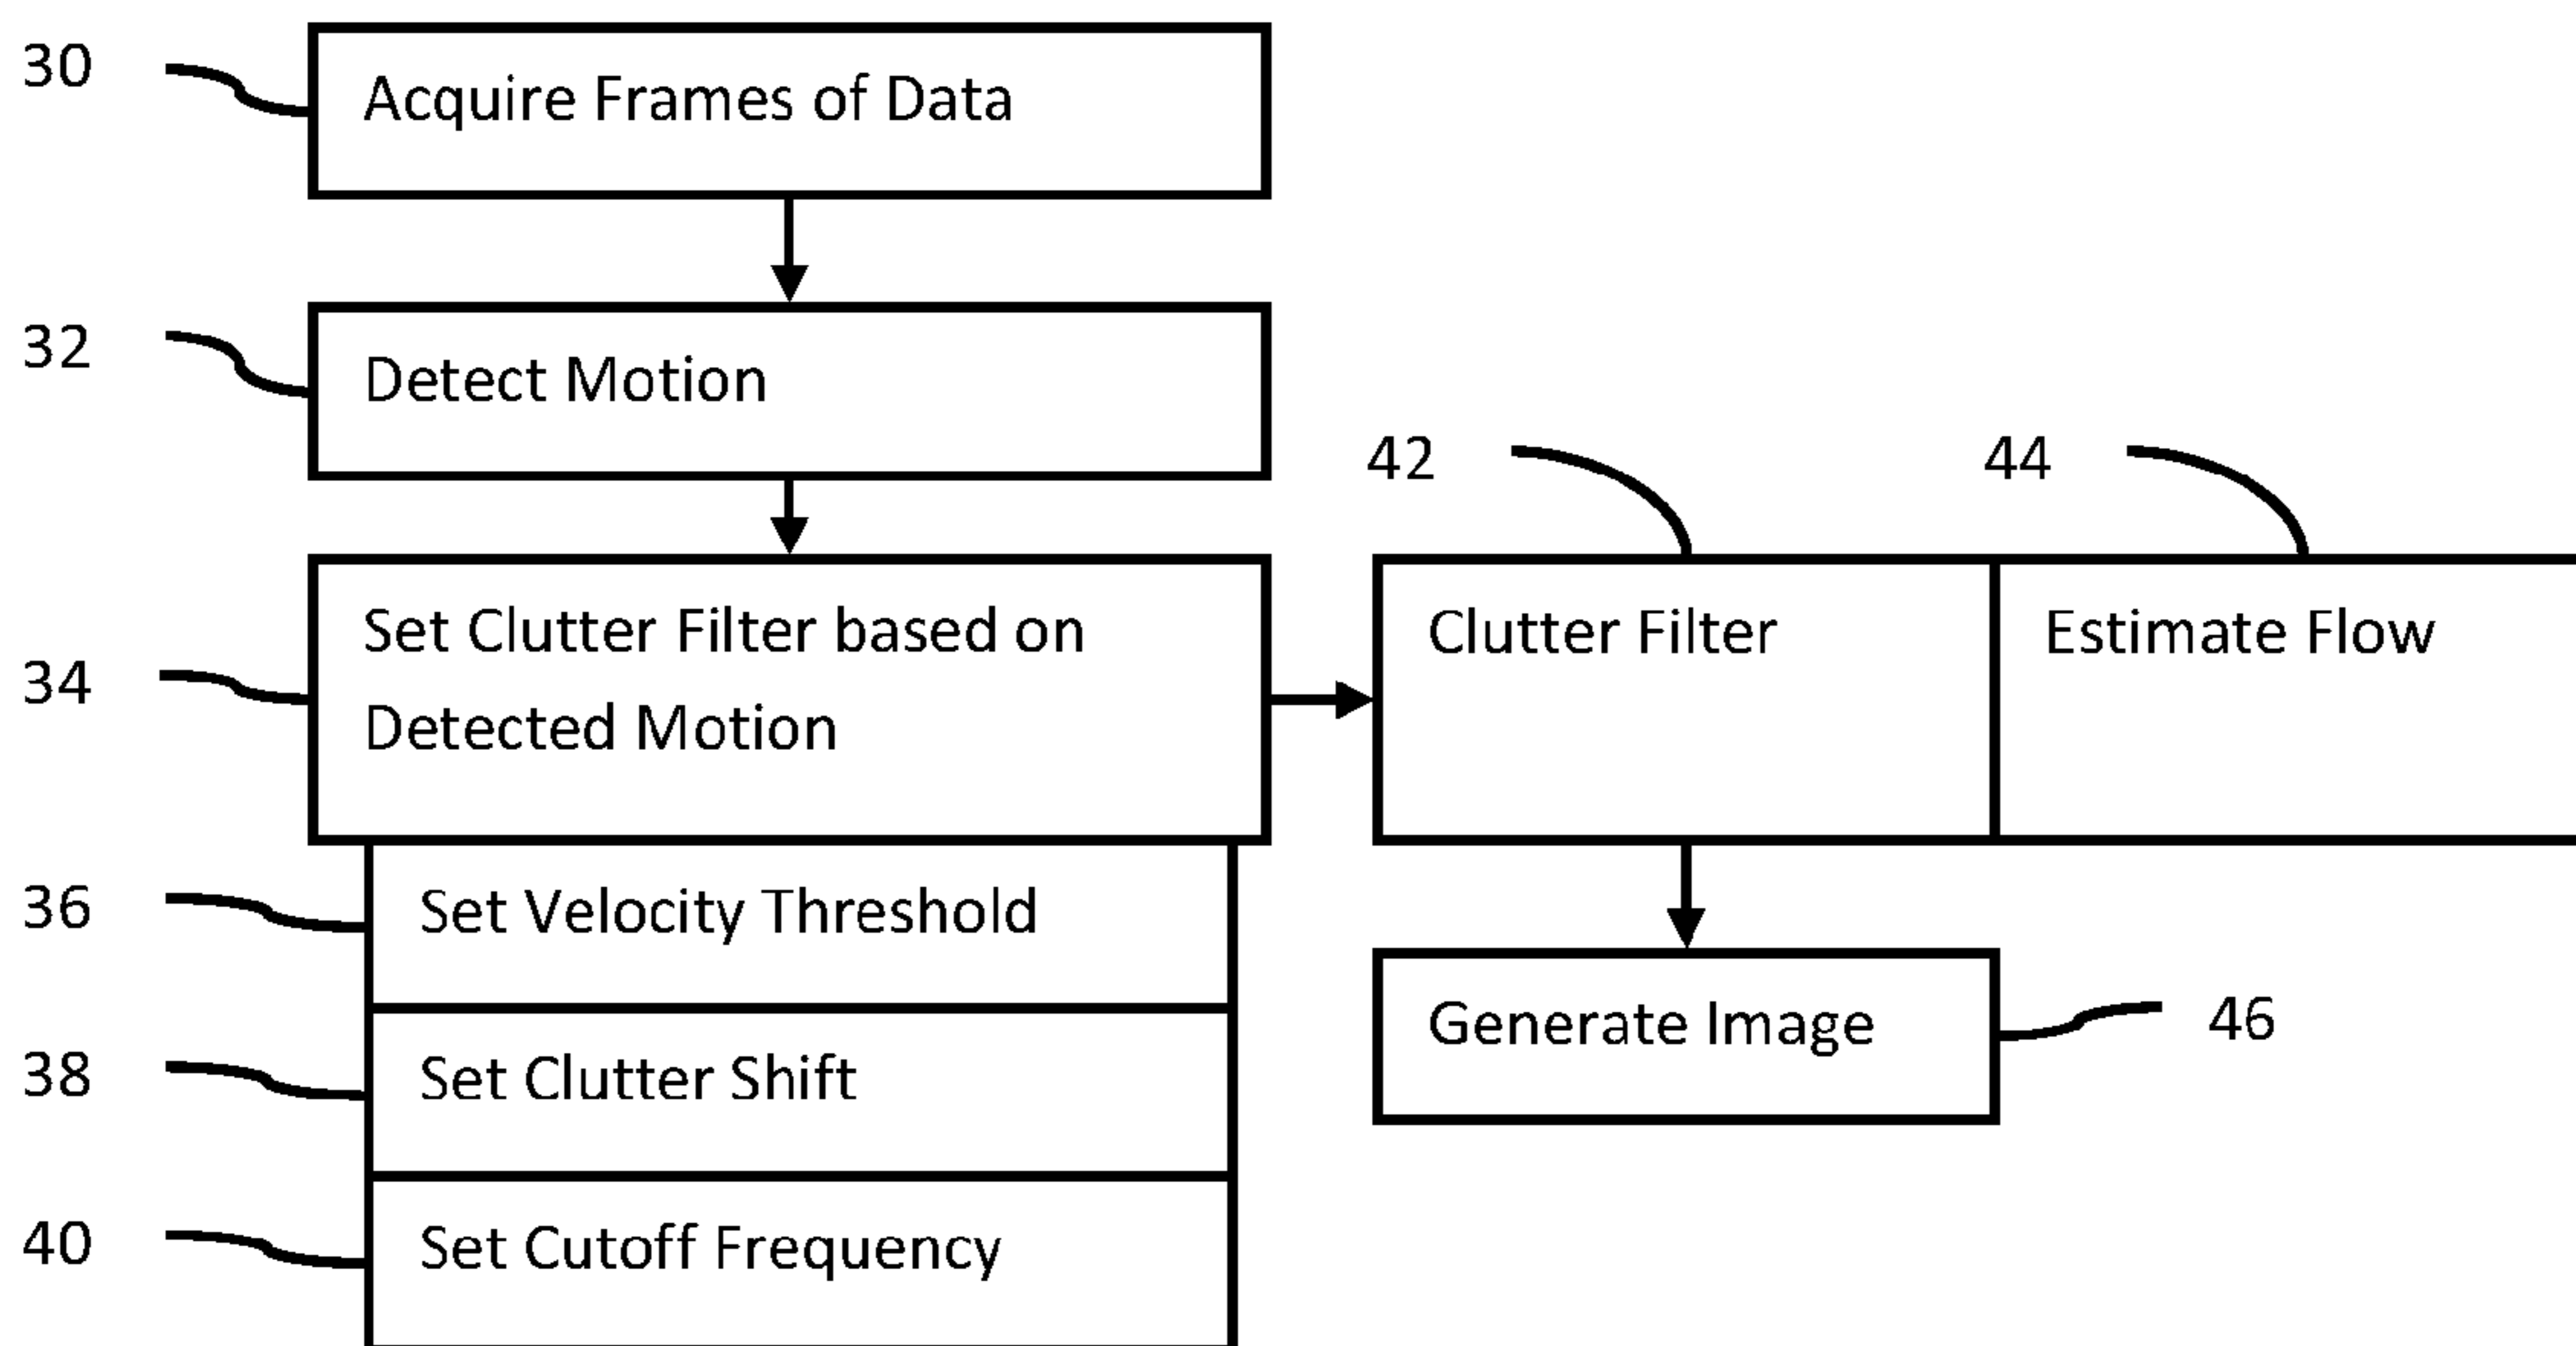 30
Acquire Frames of Data
32
Detect Motion
42
44
34
Set Clutter Filter based on
Detected Motion
Clutter Filter
Estimate Flow
36
Set Velocity Threshold
38
Set Clutter Shift
40
Set Cutoff Frequency
Generate Image
46